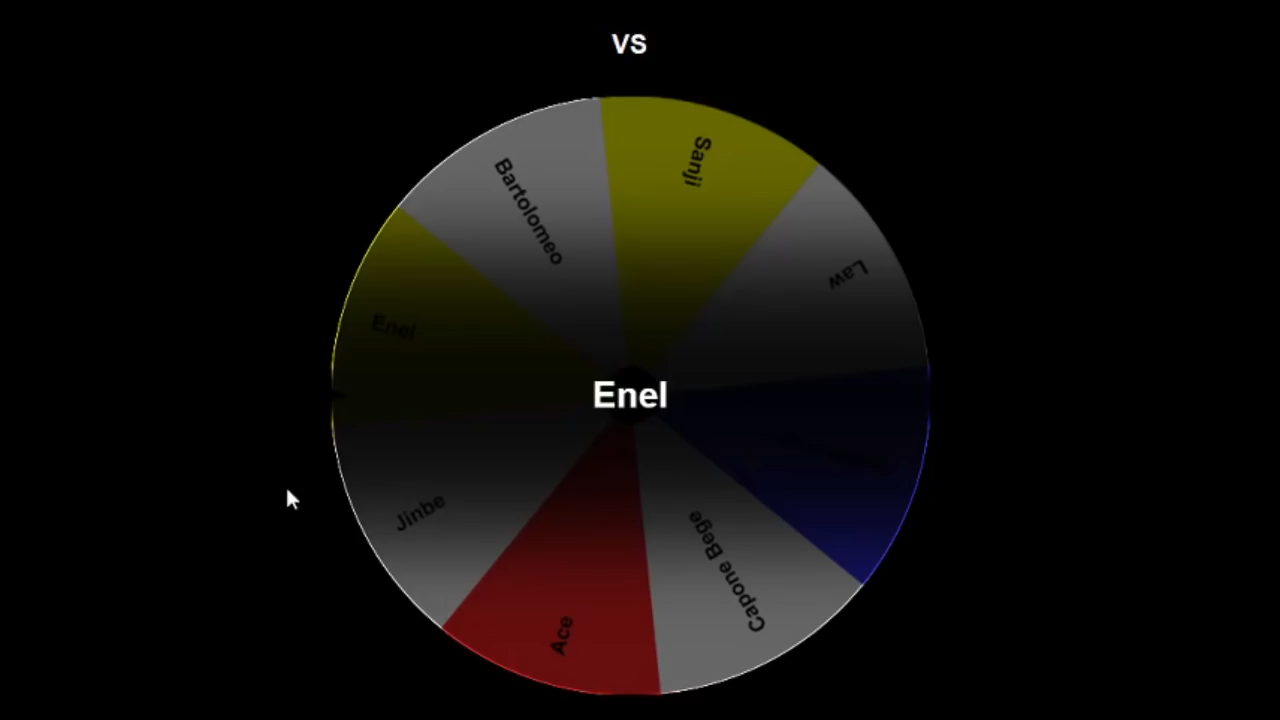 VS
Sanji
Bartolomeo
Law
Enel
Enel
Jinbe
Capone Bege
Ace